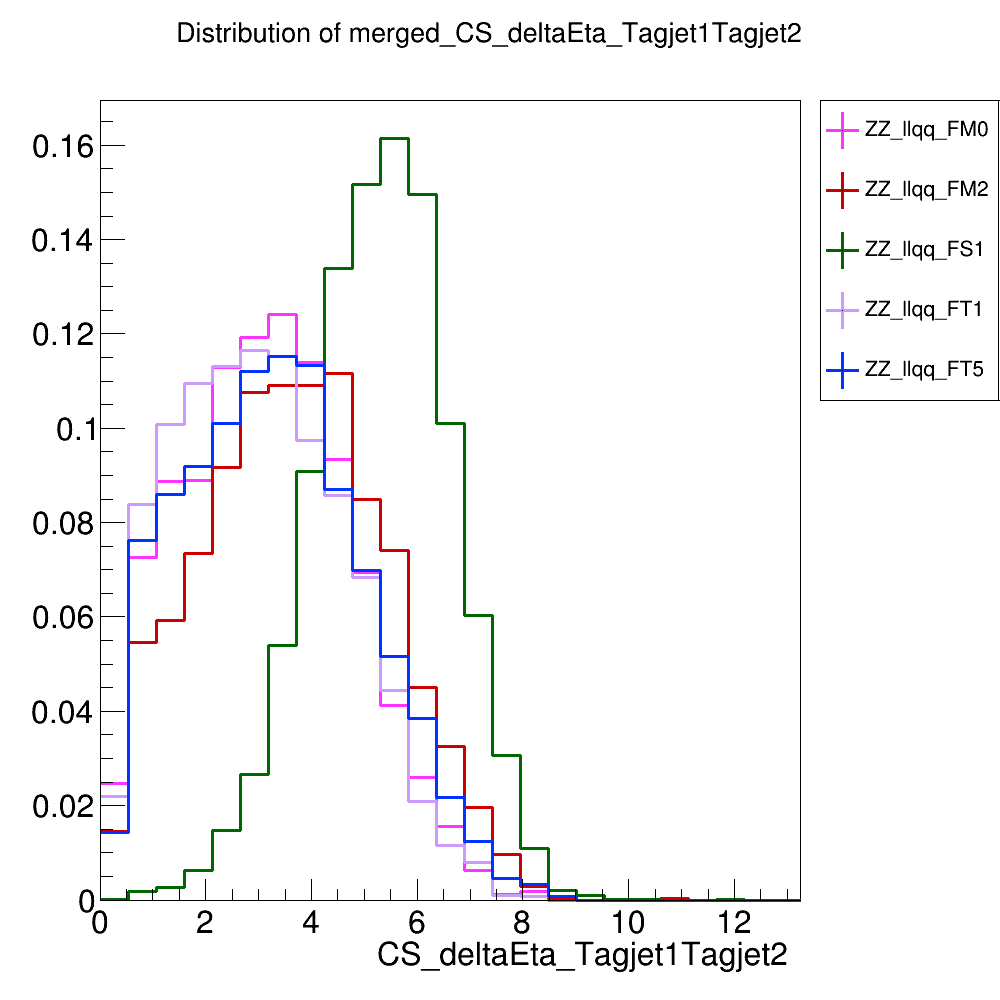 Distribution of merged_CS_deltaEta_Tagjet1Tagjet2
ZZ_llqq_FM0
ZZ_llqq_FM2
ZZ_llqq_FS1
ZZ_llqq_FT1
ZZ_llqq_FT5
0.16
0.14
0.12
0.1
0.08
0.06
0.04
0.02
0
0 2 4 6 8 10 12
CS_deltaEta_Tagjet1Tagjet2